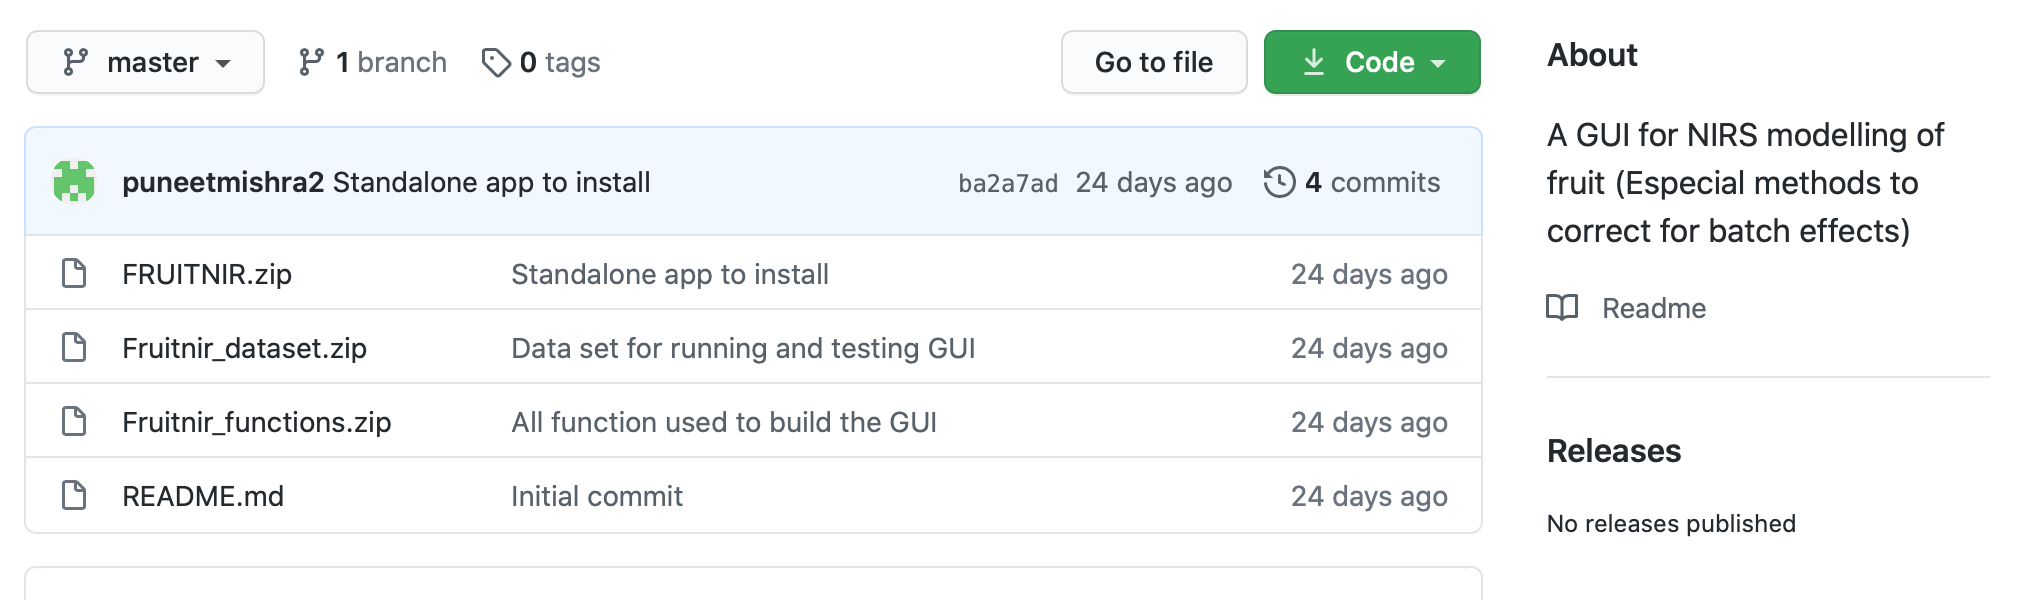 master
1 branch
0 tags
Go to file
Code
puneetmishra2 Standalone app to install
ba2a7ad 24 days ago
4 commits
FRUITNIR.zip
Standalone app to install
24 days ago
Fruitnir_dataset.zip
Data set for running and testing GUI
24 days ago
Fruitnir_functions.zip
All function used to build the GUI
24 days ago
README.md
Initial commit
24 days ago
About
A GUI for NIRS modelling of
fruit (Especial methods to
correct for batch effects)
Readme
Releases
No releases published